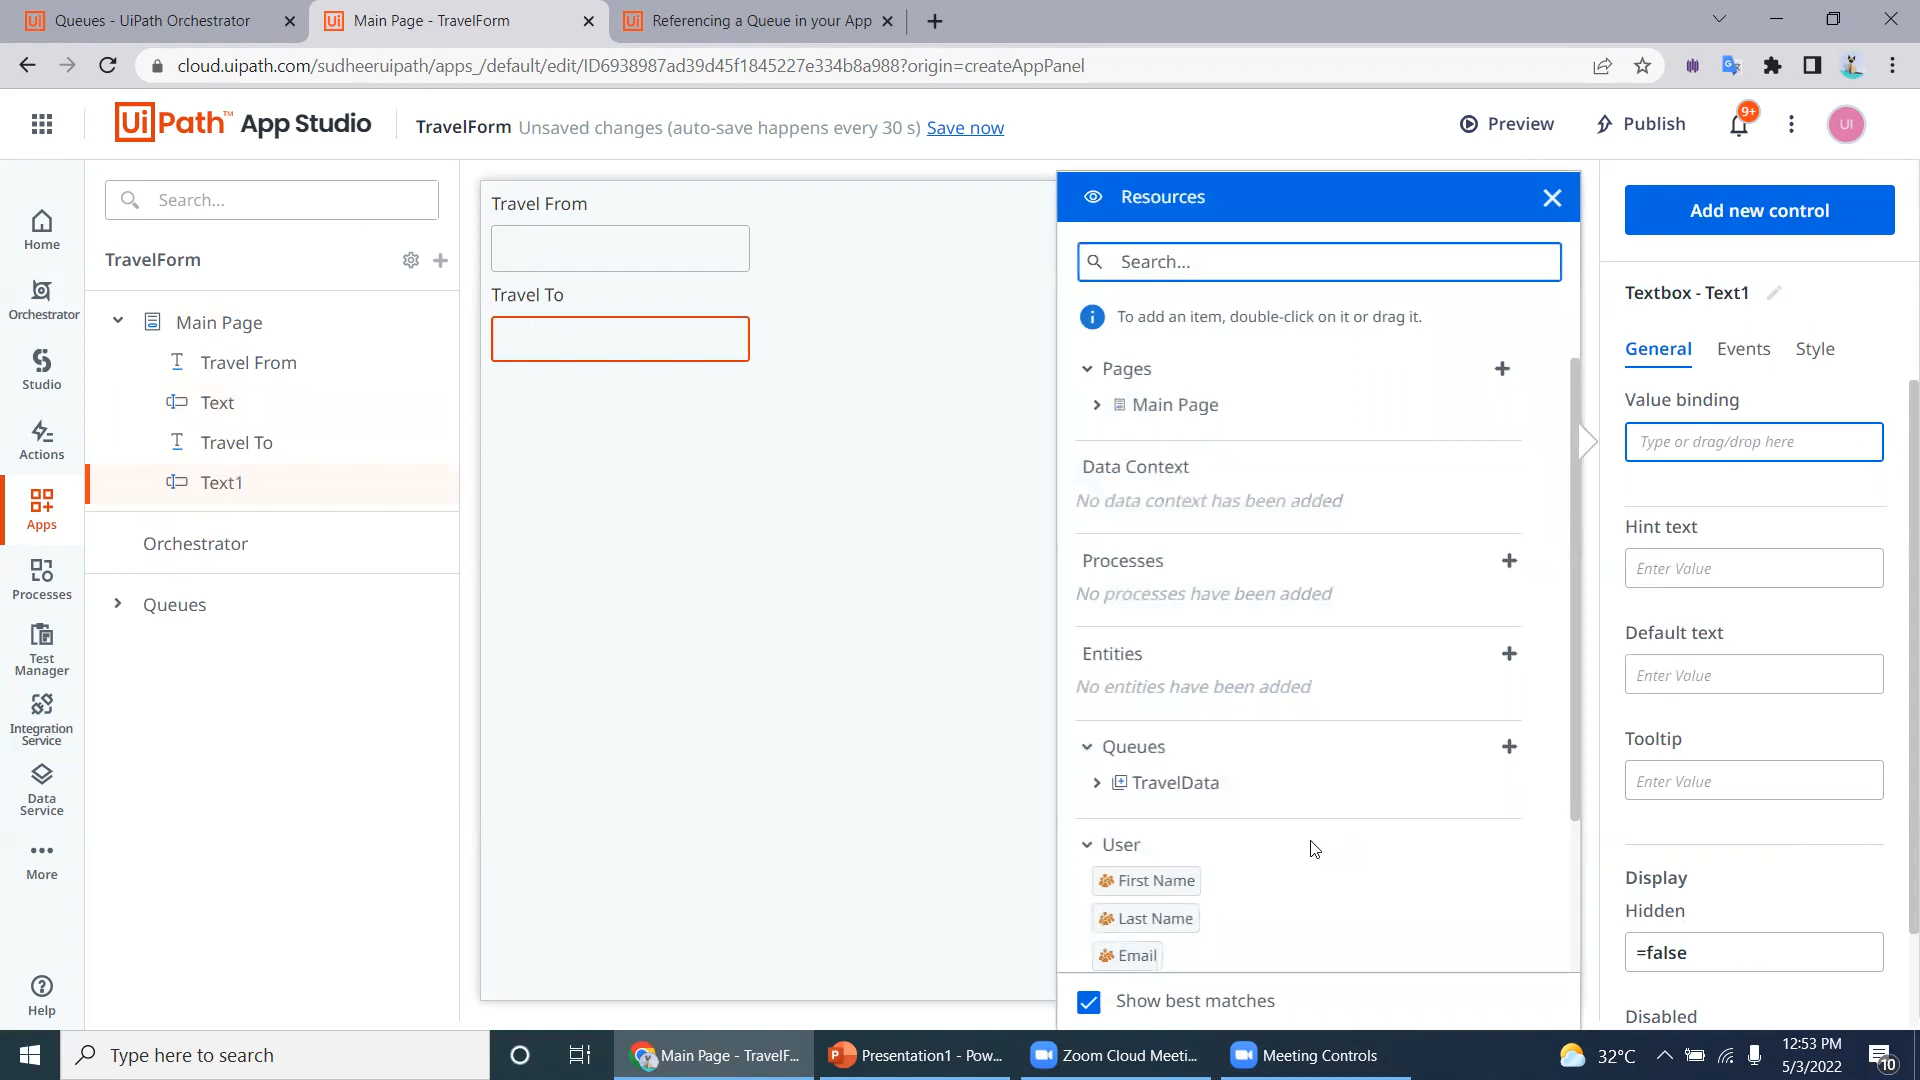 Queues - UiPath Orchestrator
Main Page - TravelForm
Referencing a Queue in your App
cloud.uipath.com/sudheeruipath/apps_/default/edit/ID6938987ad39d45f1845227e334b8a988?origin=createAppPanel
UiPath™ App Studio
TravelForm Unsaved changes (auto-save happens every 30 s) Save now
Preview
Publish
9+
UI
Home
Orchestrator
Studio
Actions
Apps
Processes
Test Manager
Integration Service
Data Service
More
Help
Search...
TravelForm
Main Page
Travel From
Text
Travel To
Text1
Orchestrator
Queues
Travel From
Travel To
Resources
Search...
To add an item, double-click on it or drag it.
Pages
Main Page
Data Context
No data context has been added
Processes
No processes have been added
Entities
No entities have been added
Queues
TravelData
User
First Name
Last Name
Email
Show best matches
Add new control
Textbox - Text1
General Events Style
Value binding
Type or drag/drop here
Hint text
Enter Value
Default text
Enter Value
Tooltip
Enter Value
Display
Hidden
=false
Disabled
Type here to search
Main Page - TravelF...
Presentation1 - Pow...
Zoom Cloud Meeti...
Meeting Controls
32°C
12:53 PM
5/3/2022
10